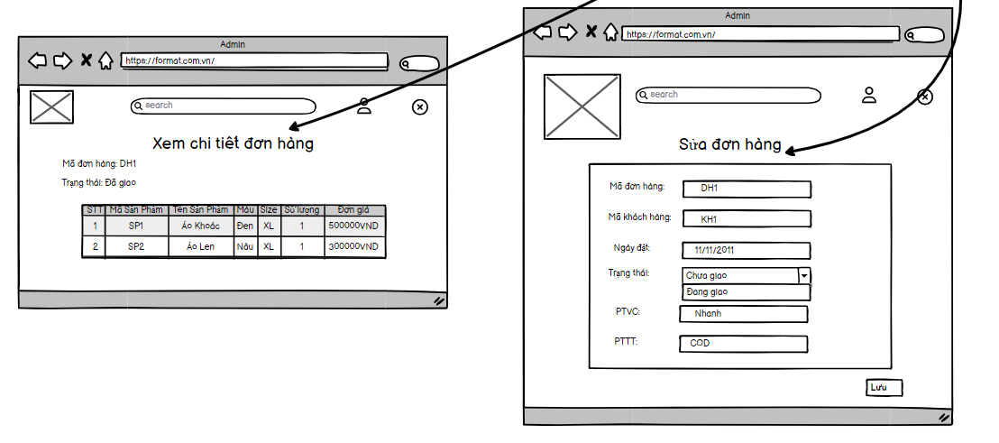 Admin
https://format.com.vn/
search
Xem chi tiết đơn hàng
Mã đơn hàng: DH1
Trạng thái: Đã giao
STT Mã Sản Phẩm Tên Sản Phẩm Màu Size Số lượng Đơn giá
1 SP1 Áo Khoác Đen XL 1 500000VND
2 SP2 Áo Len Nâu XL 1 300000VND
Admin
https://format.com.vn/
search
Sửa đơn hàng
Mã đơn hàng: DH1
Mã khách hàng: KH1
Ngày đặt: 11/11/2011
Trạng thái: Chưa giao
Đang giao
PTVC: Nhanh
PTTT: COD
Lưu